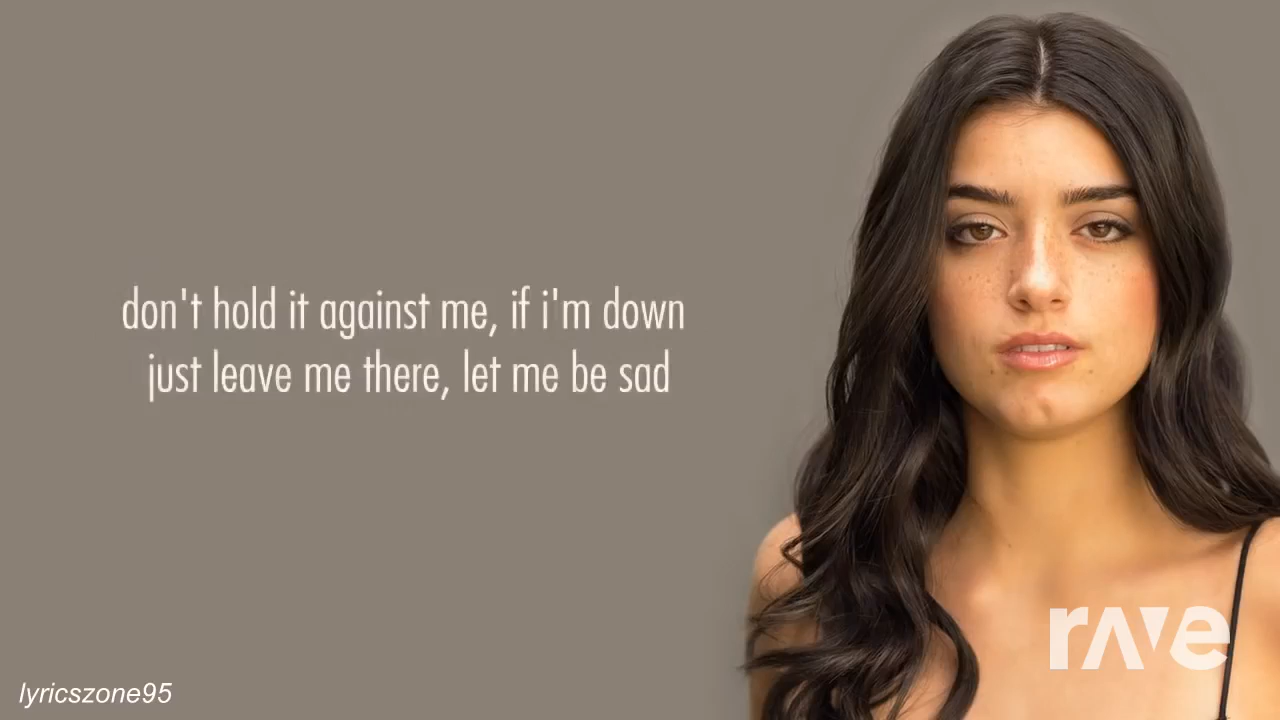 don't hold it against me, if i'm down
just leave me there, let me be sad
rave
lyricszone95